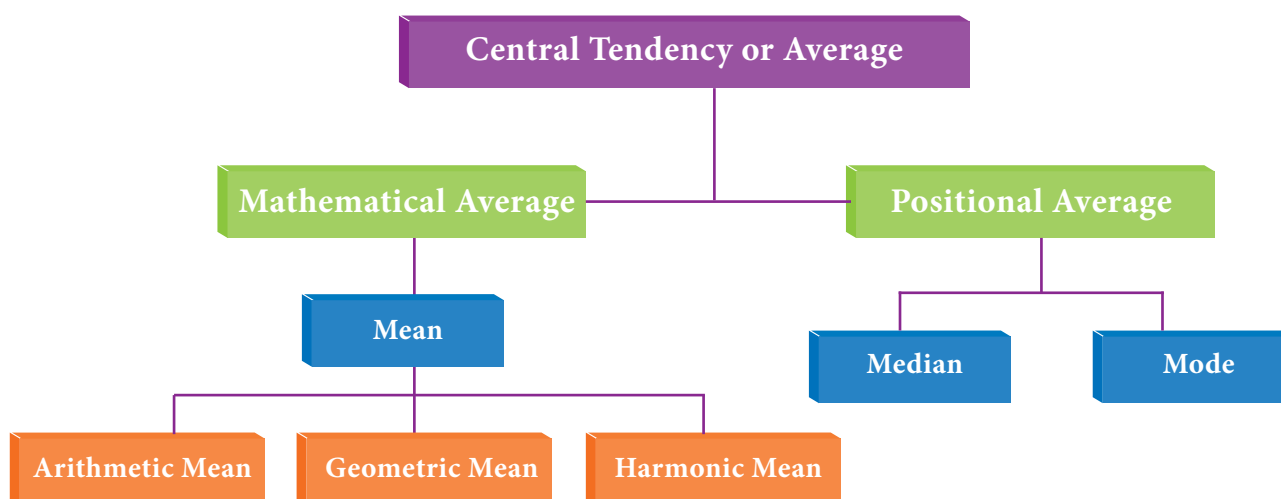 Central Tendency or Average
Mathematical Average
Positional Average
Mean
Median
Mode
Arithmetic Mean
Geometric Mean
Harmonic Mean